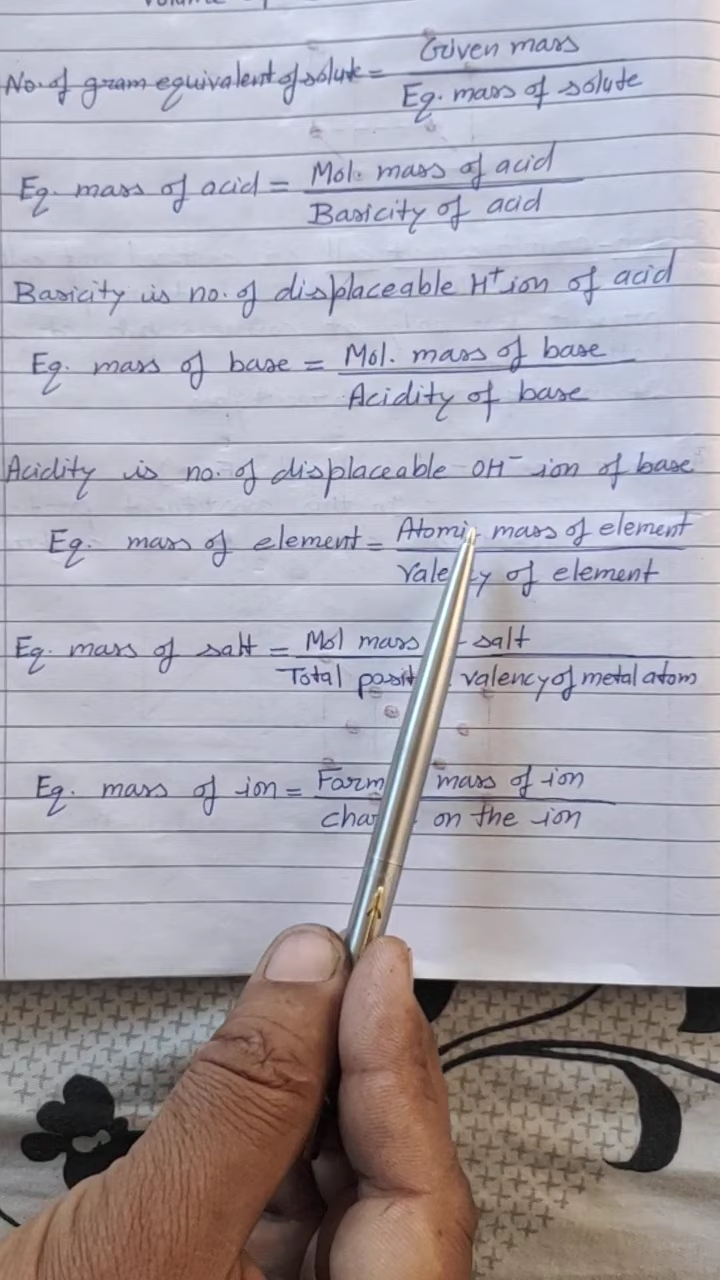 Given mass
No. of gram equivalent of solute =
Eq. mass of solute
Mol. mass of acid
Eq. mass of acid =
Basicity of acid
Basicity is no. of displaceable H+ ion of acid
Mol. mass of base
Eq. mass of base =
Acidity of base
Acidity is no. of displaceable OH- ion of base
Atomi mass of element
Eq. mass of element =
of element
Mol mass salt
Eq. mass of salt =
Total valency of metal atom
mass of ion
Eq. mass of ion =
on the ion